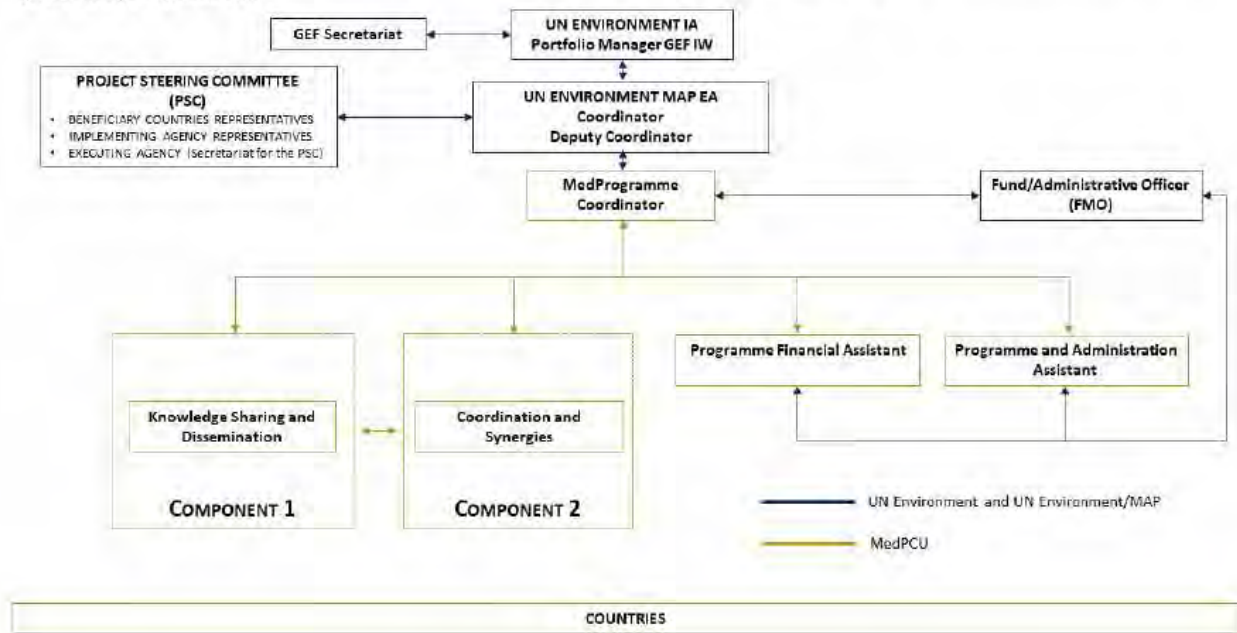 GEF Secretariat
UN ENVIRONMENT IA
Portfolio Manager GEF IW
PROJECT STEERING COMMITTEE
(PSC)
• BENEFICIARY COUNTRIES REPRESENTATIVES
• IMPLEMENTING AGENCY REPRESENTATIVES
• EXECUTING AGENCY (Secretariat for the PSC)
UN ENVIRONMENT MAP EA
Coordinator
Deputy Coordinator
MedProgramme
Coordinator
Fund/Administrative Officer
(FMO)
Programme Financial Assistant
Programme and Administration
Assistant
Knowledge Sharing and
Dissemination
COMPONENT 1
Coordination and
Synergies
COMPONENT 2
UN Environment and UN Environment/MAP
MedPCU
COUNTRIES